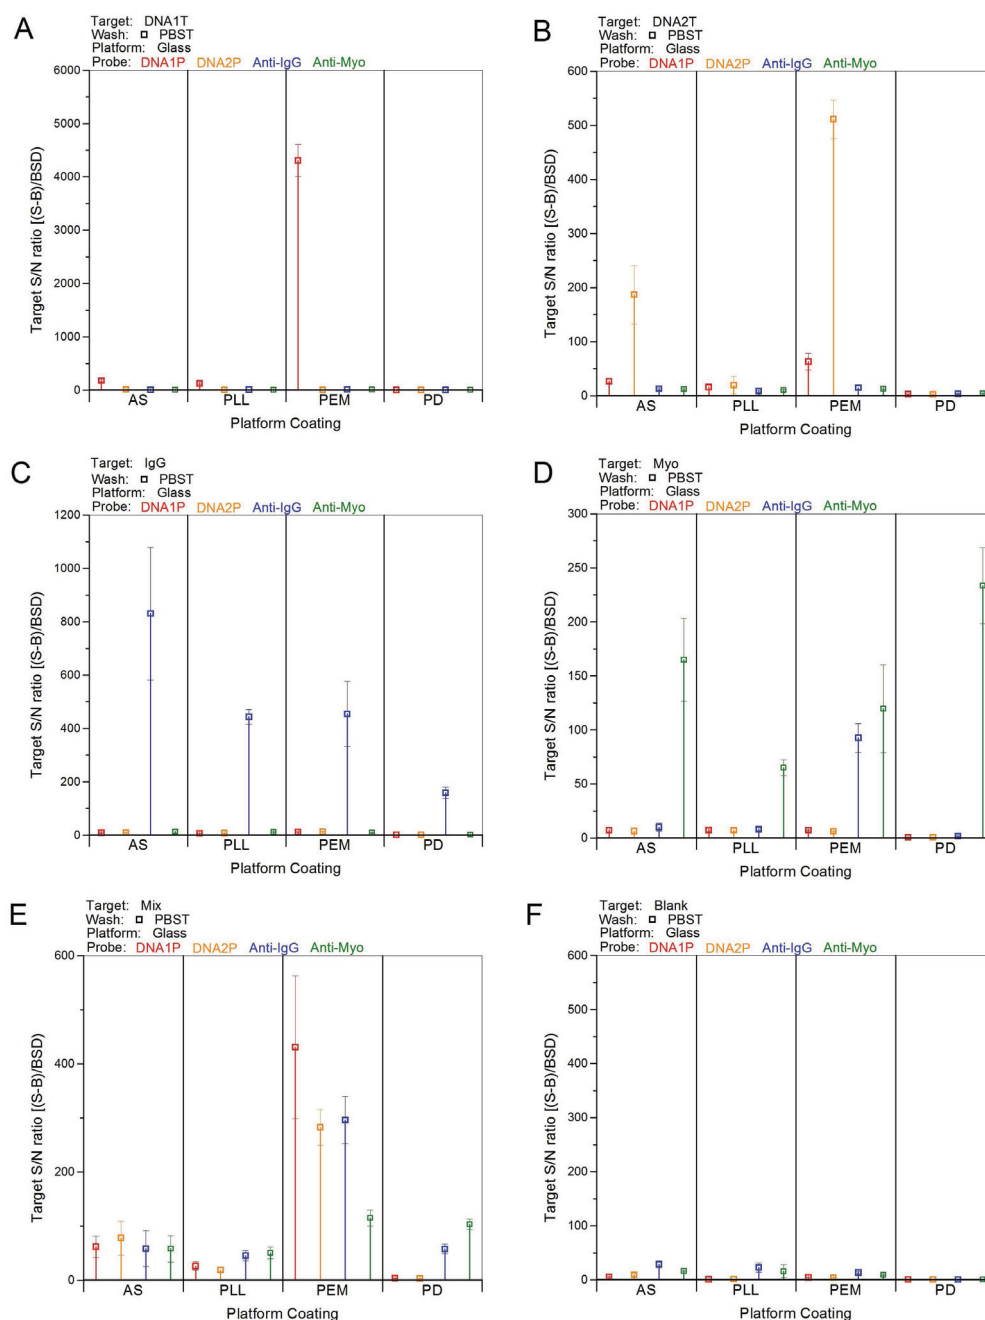 A
Target: DNA1T
Wash: PBST
Platform: Glass
Probe: DNA1P DNA2P Anti-IgG Anti-Myo
6000
5000
4000
3000
2000
1000
0
Target S/N ratio [(S-B)/BSD)
AS PLL PEM PD
Platform Coating
B
Target: DNA2T
Wash: PBST
Platform: Glass
Probe: DNA1P DNA2P Anti-IgG Anti-Myo
600
500
400
300
200
100
0
Target S/N ratio [(S-B)/BSD)
AS PLL PEM PD
Platform Coating
C
Target: IgG
Wash: PBST
Platform: Glass
Probe: DNA1P DNA2P Anti-IgG Anti-Myo
1200
1000
800
600
400
200
0
Target S/N ratio [(S-B)/BSD)
AS PLL PEM PD
Platform Coating
D
Target: Myo
Wash: PBST
Platform: Glass
Probe: DNA1P DNA2P Anti-IgG Anti-Myo
300
250
200
150
100
50
0
Target S/N ratio [(S-B)/BSD)
AS PLL PEM PD
Platform Coating
E
Target: Mix
Wash: PBST
Platform: Glass
Probe: DNA1P DNA2P Anti-IgG Anti-Myo
600
400
200
0
Target S/N ratio [(S-B)/BSD)
AS PLL PEM PD
Platform Coating
F
Target: Blank
Wash: PBST
Platform: Glass
Probe: DNA1P DNA2P Anti-IgG Anti-Myo
600
500
400
300
200
100
0
Target S/N ratio [(S-B)/BSD)
AS PLL PEM PD
Platform Coating